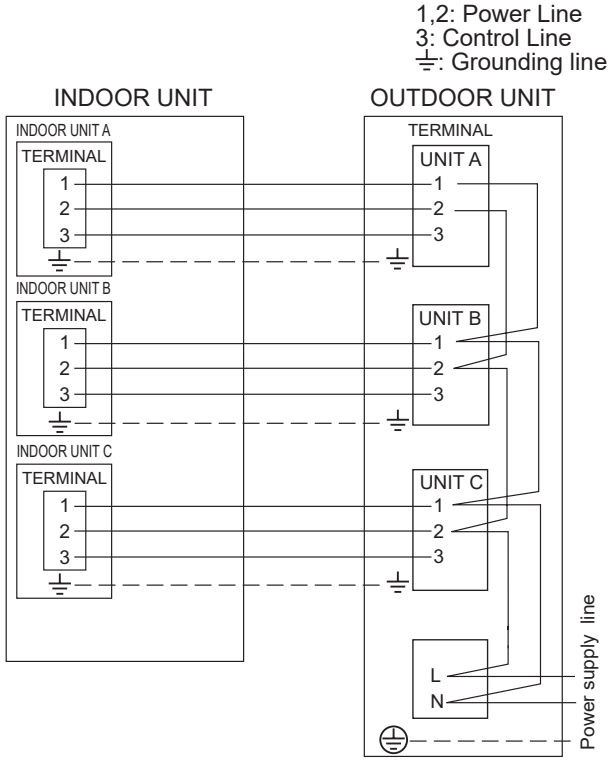 1,2: Power Line
3: Control Line
⏚: Grounding line
INDOOR UNIT
OUTDOOR UNIT
INDOOR UNIT A
TERMINAL
1
2
3
TERMINAL
UNIT A
1
2
3
INDOOR UNIT B
TERMINAL
1
2
3
UNIT B
1
2
3
INDOOR UNIT C
TERMINAL
1
2
3
UNIT C
1
2
3
L
N
Power supply line